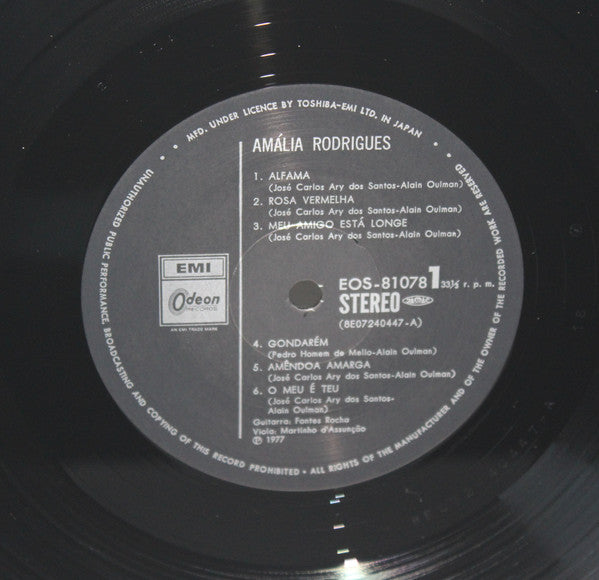 • MFD. UNDER LICENCE BY TOSHIBA-EMI LTD. IN JAPAN •
AMÁLIA RODRIGUES
1. ALFAMA
(José Carlos Ary dos Santos-Alain Oulman)
2. ROSA VERMELHA
(José Carlos Ary dos Santos-Alain Oulman)
3. MEU AMIGO ESTÁ LONGE
(José Carlos Ary dos Santos-Alain Oulman)
EMI
Odeon
RECORDS
AN EMI TRADE MARK
EOS-81078 1 33⅓ r. p. m.
STEREO
(8E07240447-A)
4. GONDARÉM
(Pedro Homem de Mello-Alain Oulman)
5. AMÊNDOA AMARGA
(José Carlos Ary dos Santos-Alain Oulman)
6. O MEU É TEU
(José Carlos Ary dos Santos-
Alain Oulman)
Guitarra: Fontes Rocha
Viola: Martinho d'Assunção
Ⓟ 1977
UNAUTHORIZED PUBLIC PERFORMANCE, BROADCASTING AND COPYING OF THIS RECORD PROHIBITED • ALL RIGHTS OF THE MANUFACTURER AND OF THE OWNER OF THE RECORDED WORK ARE RESERVED